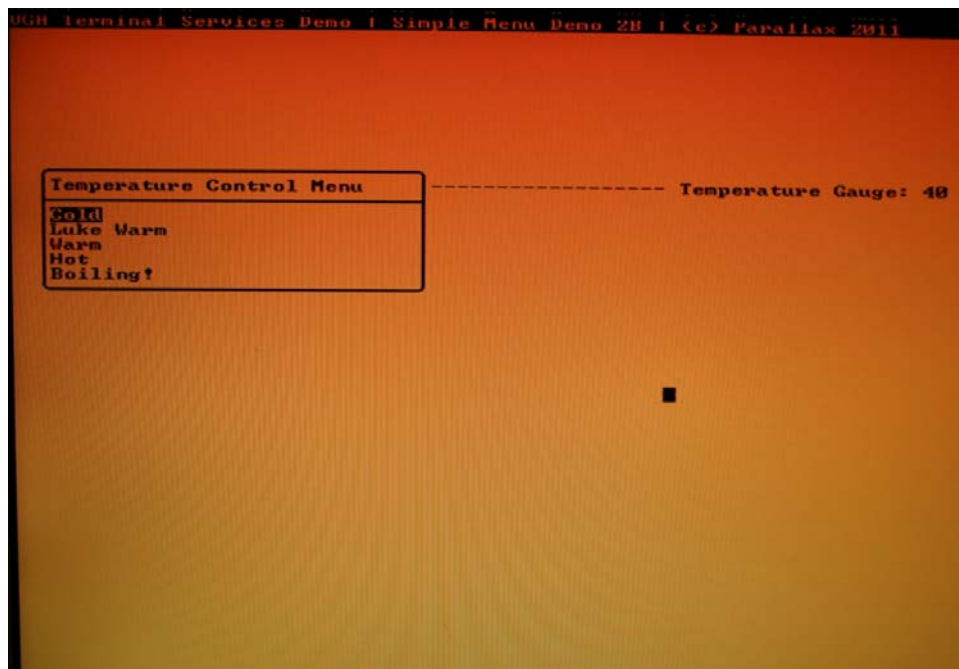 VGA Terminal Services Demo | Simple Menu Demo 2B | (c) Parallax 2011
Temperature Control Menu
----------------- Temperature Gauge: 40
Cold
Luke Warm
Warm
Hot
Boiling!